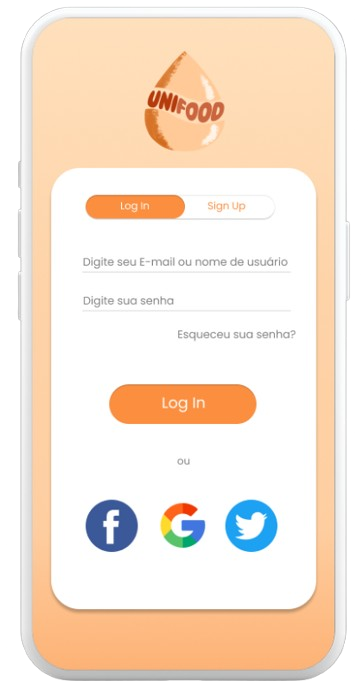 UNIFOOD
Log In
Sign Up
Digite seu E-mail ou nome de usuário
Digite sua senha
Esqueceu sua senha?
Log In
ou